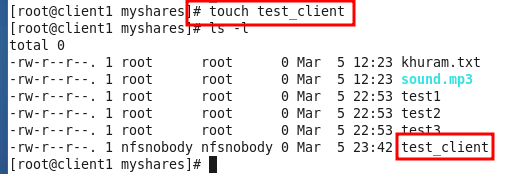 [root@client1 myshares]# touch test_client
[root@client1 myshares]# ls -l
total 0
-rw-r--r--. 1 root      root      0 Mar  5 12:23 khuram.txt
-rw-r--r--. 1 root      root      0 Mar  5 12:23 sound.mp3
-rw-r--r--. 1 root      root      0 Mar  5 22:53 test1
-rw-r--r--. 1 root      root      0 Mar  5 22:53 test2
-rw-r--r--. 1 root      root      0 Mar  5 22:53 test3
-rw-r--r--. 1 nfsnobody nfsnobody 0 Mar  5 23:42 test_client
[root@client1 myshares]#